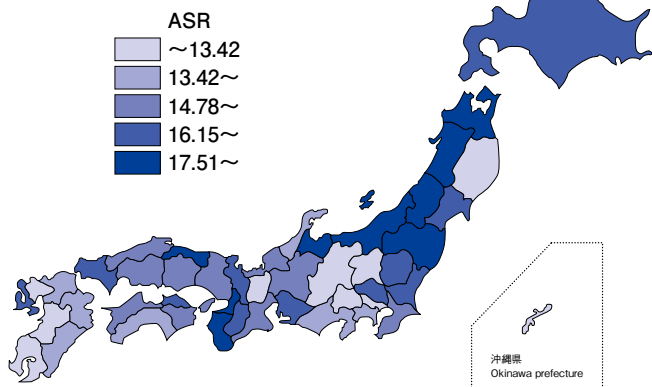 ASR
～13.42
13.42～
14.78～
16.15～
17.51～
沖縄県
Okinawa prefecture